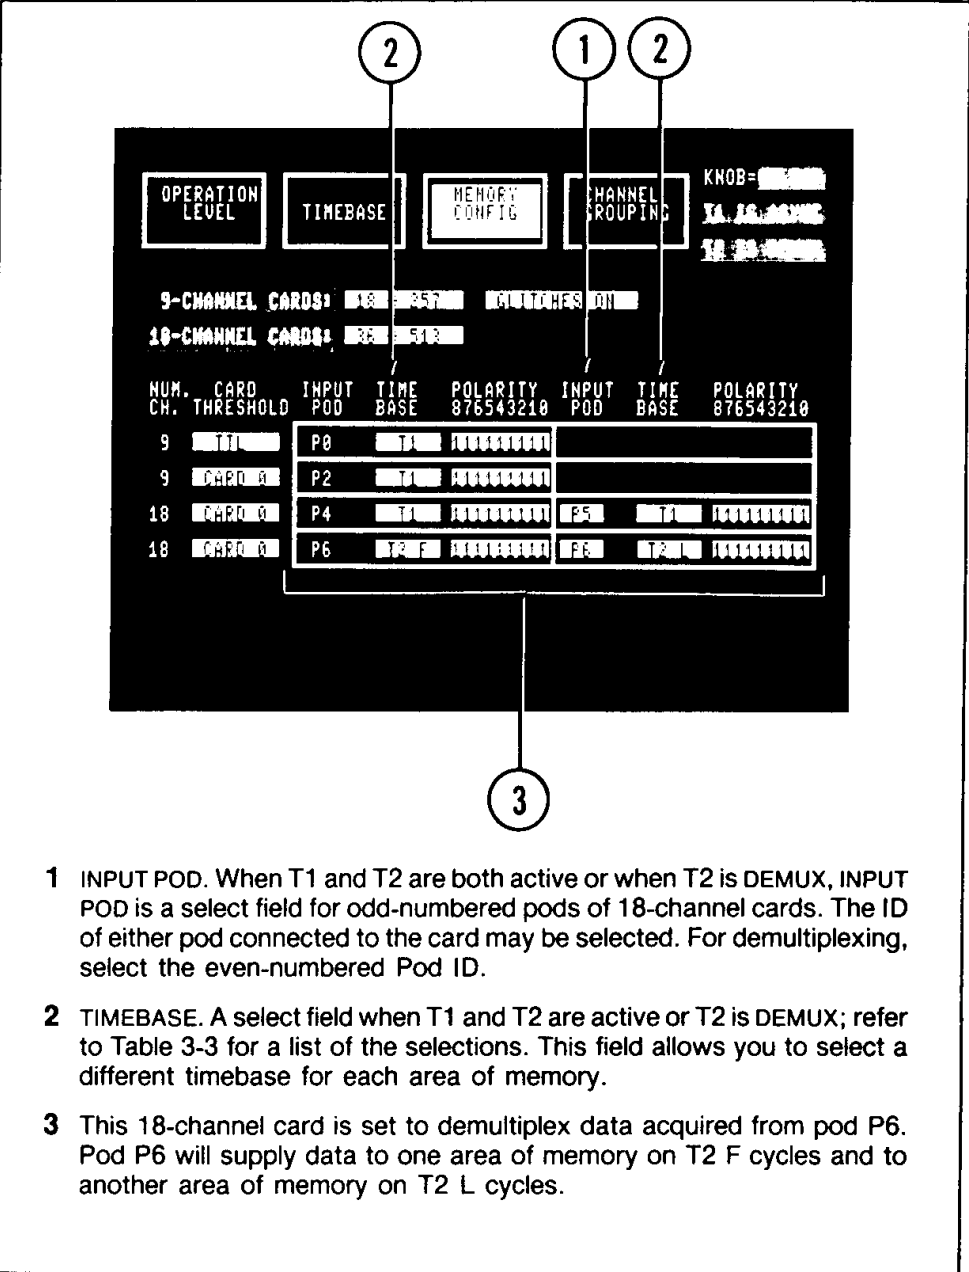 2 1 2
OPERATION LEVEL TIMEBASE MEMORY CONFIG CHANNEL GROUPING KNOB=
9-CHANNEL CARDS: GLITCHES ON
18-CHANNEL CARDS:
NUM. CARD INPUT TIME POLARITY INPUT TIME POLARITY
CH. THRESHOLD POD BASE 876543210 POD BASE 876543210
9 TTL P0 T1 111111111
9 CARD 0 P2 T1 111111111
18 CARD 0 P4 T1 111111111 P5 T1 111111111
18 CARD 0 P6 T2 F 111111111 P6 T2 L 111111111
3
1 INPUT POD. When T1 and T2 are both active or when T2 is DEMUX, INPUT
POD is a select field for odd-numbered pods of 18-channel cards. The ID
of either pod connected to the card may be selected. For demultiplexing,
select the even-numbered Pod ID.
2 TIMEBASE. A select field when T1 and T2 are active or T2 is DEMUX; refer
to Table 3-3 for a list of the selections. This field allows you to select a
different timebase for each area of memory.
3 This 18-channel card is set to demultiplex data acquired from pod P6.
Pod P6 will supply data to one area of memory on T2 F cycles and to
another area of memory on T2 L cycles.